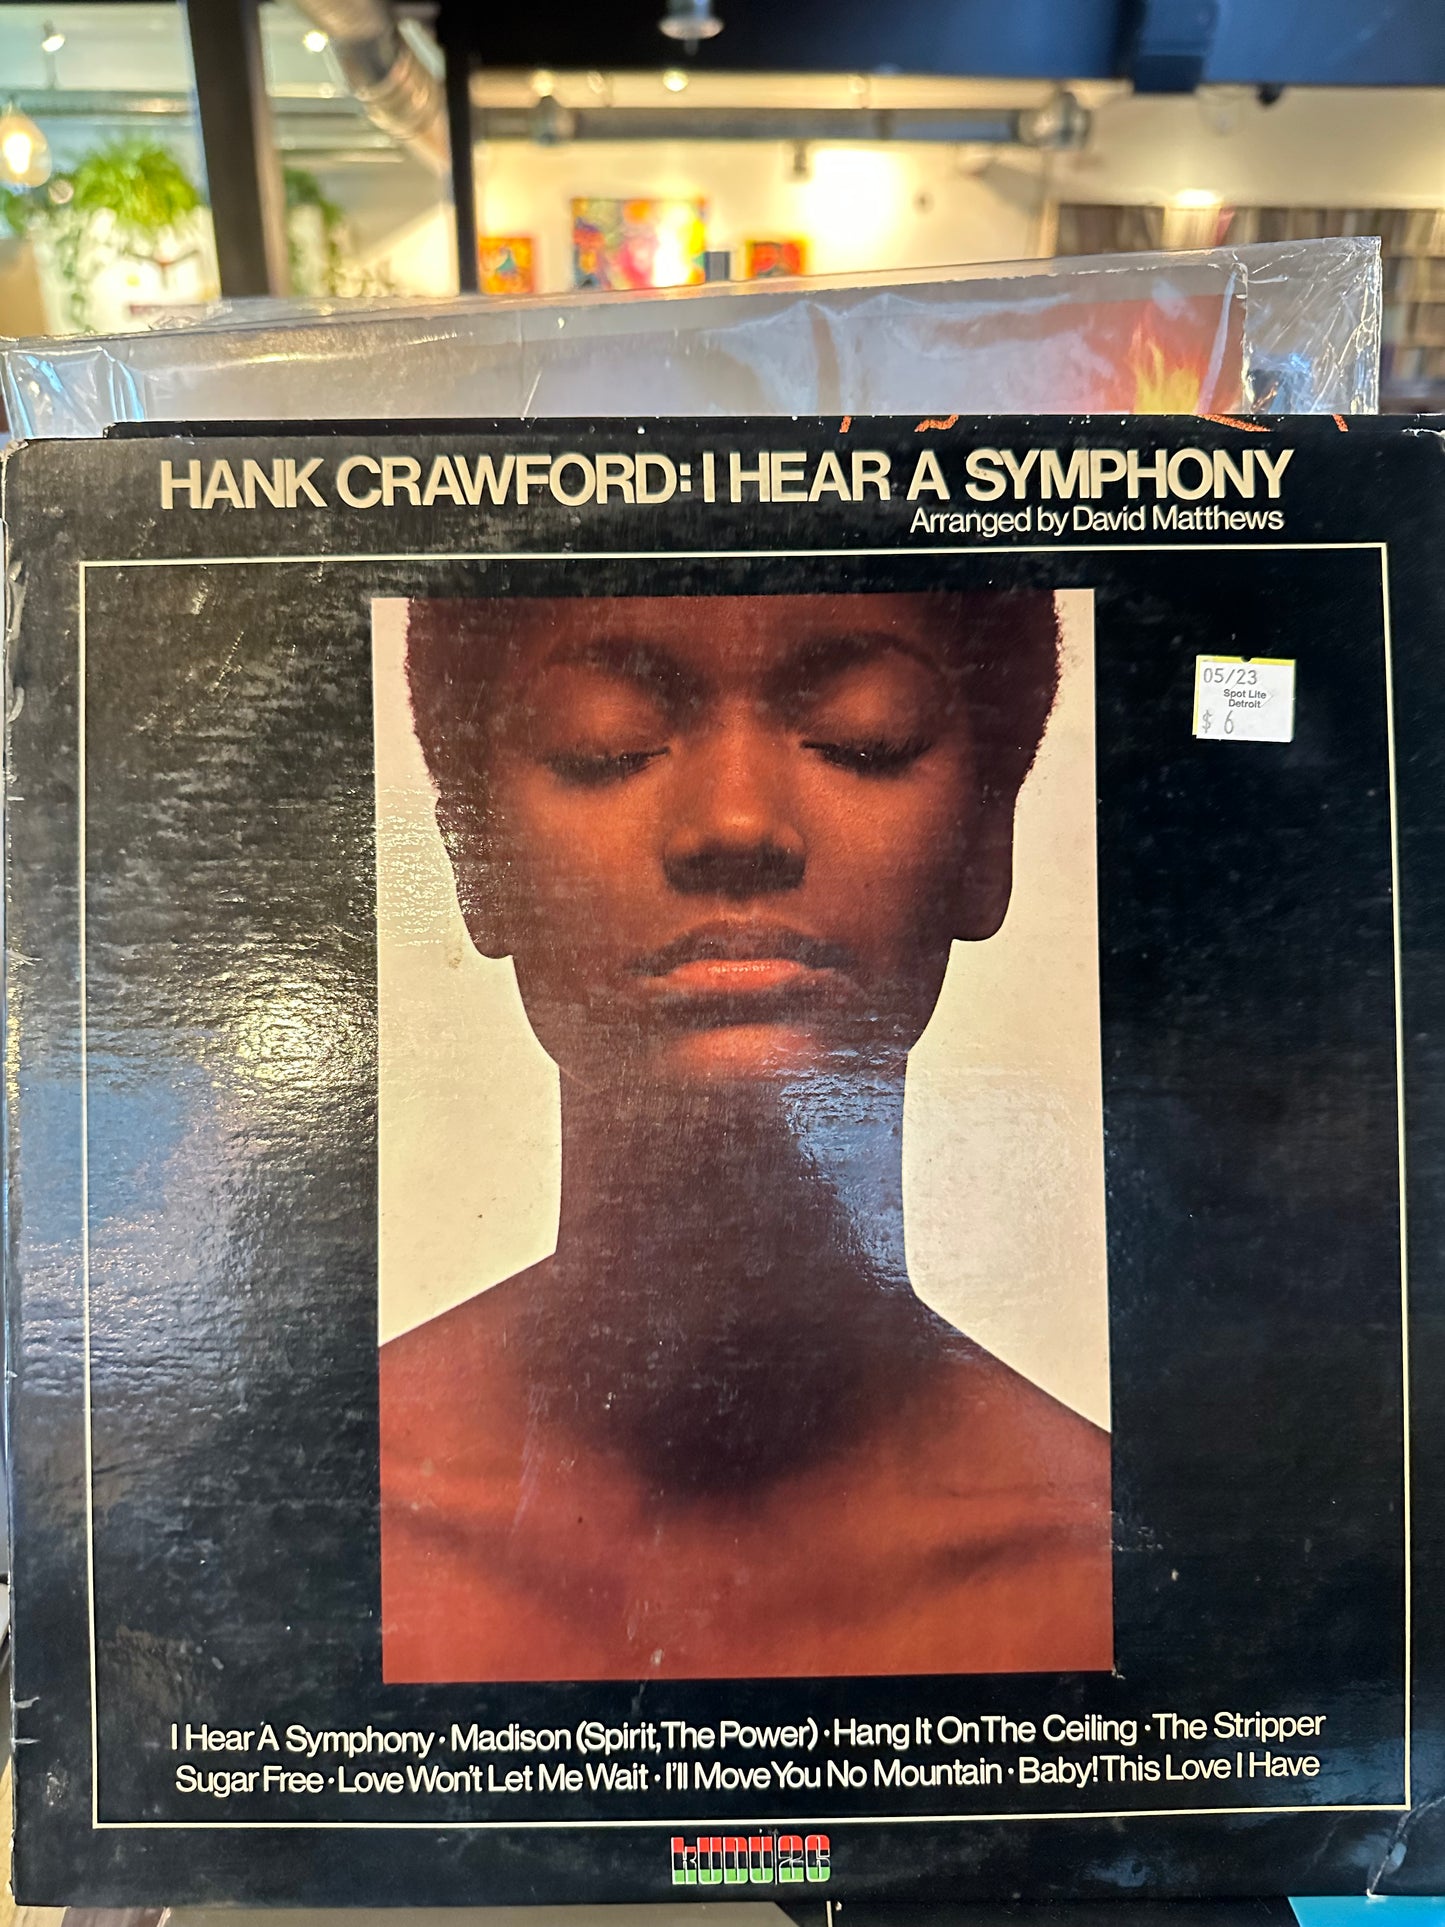 HANK CRAWFORD: I HEAR A SYMPHONY
Arranged by David Matthews
05/23
Spot Lite
Detroit
$ 6
I Hear A Symphony · Madison (Spirit, The Power) · Hang It On The Ceiling · The Stripper
Sugar Free · Love Won't Let Me Wait · I'll Move You No Mountain · Baby! This Love I Have
KUDU 26